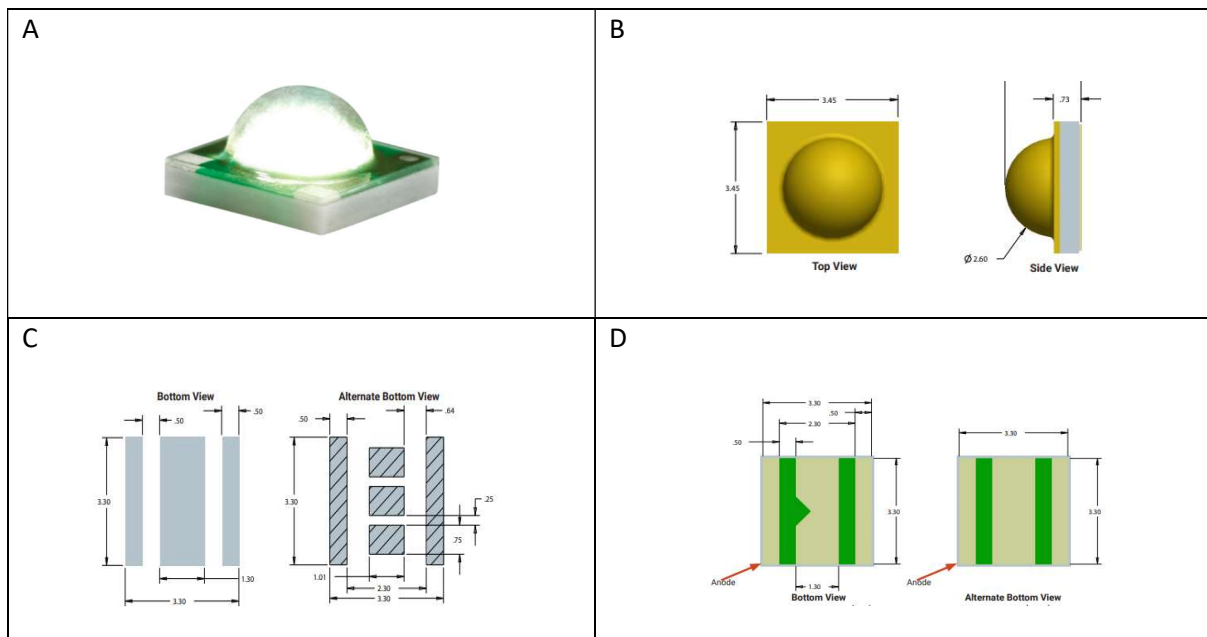 A
B
3.45
.73
3.45
Ø 2.60
Top View
Side View
C
Bottom View
Alternate Bottom View
.50
.50
.50
.64
3.30
3.30
.25
.75
1.30
1.01
2.30
3.30
3.30
D
3.30
.50
2.30
3.30
.50
3.30
3.30
Anode
Anode
1.30
Bottom View
Alternate Bottom View